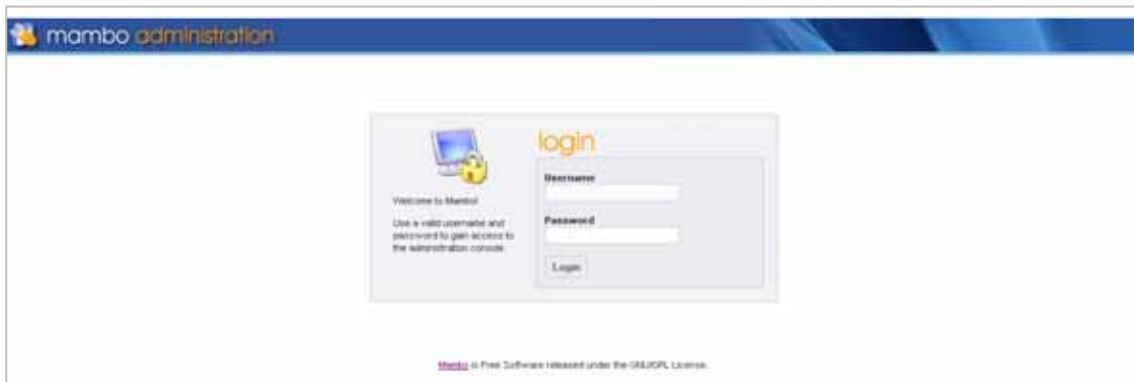 mambo administration
login
Username
Welcome to Mambo!
Use a valid username and
password to gain access to
the administration console.
Password
Login
Mambo is Free Software released under the GNU/GPL License.